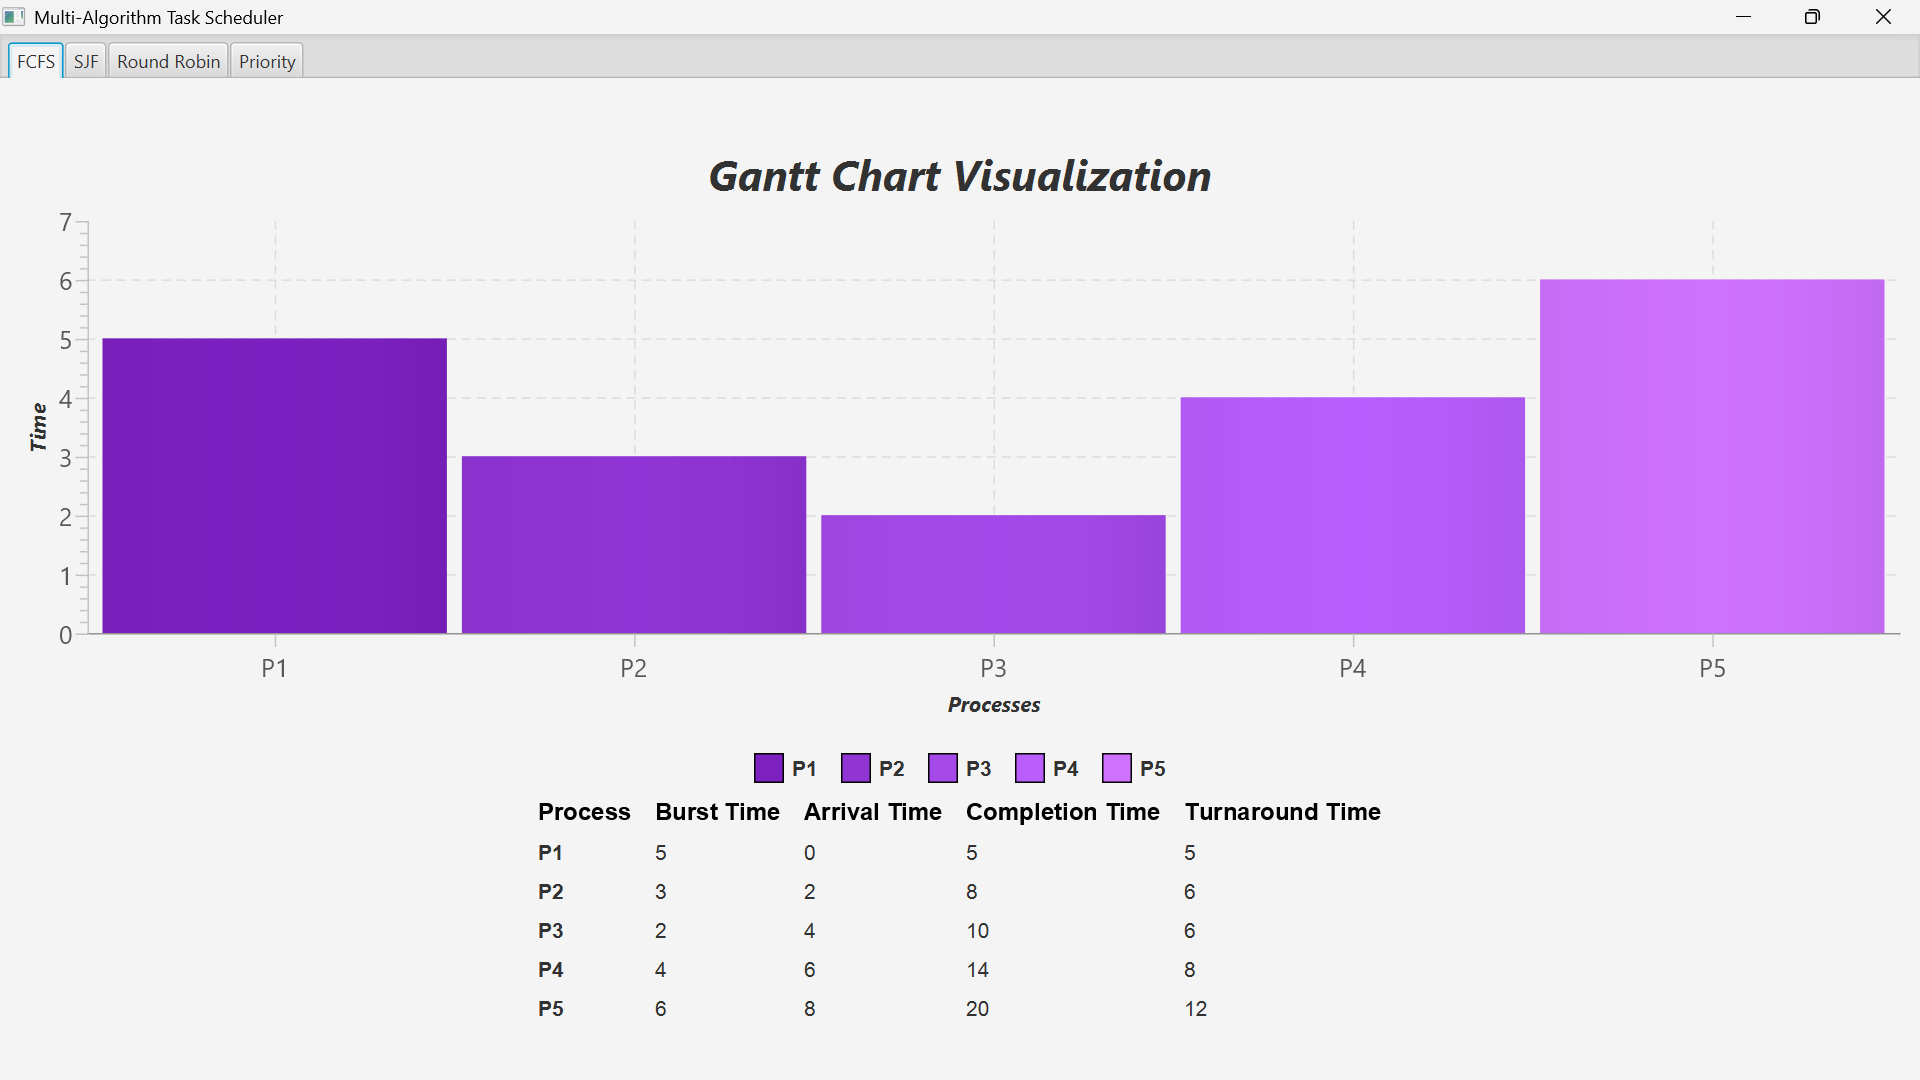 Multi-Algorithm Task Scheduler
FCFS SJF Round Robin Priority
Gantt Chart Visualization
7
6
5
4
3
2
1
0
Time
P1 P2 P3 P4 P5
Processes
P1 P2 P3 P4 P5
Process Burst Time Arrival Time Completion Time Turnaround Time
P1 5 0 5 5
P2 3 2 8 6
P3 2 4 10 6
P4 4 6 14 8
P5 6 8 20 12